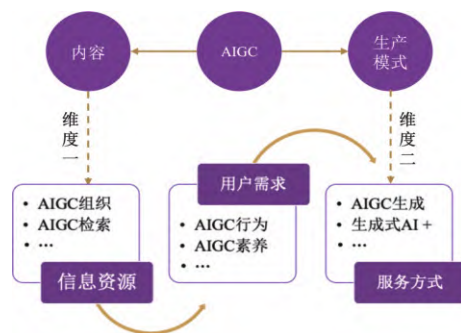 内容
AIGC
生产
模式
维度一
维度二
用户需求
• AIGC组织
• AIGC检索
• …
信息资源
• AIGC行为
• AIGC素养
• …
• AIGC生成
• 生成式AI +
• …
服务方式